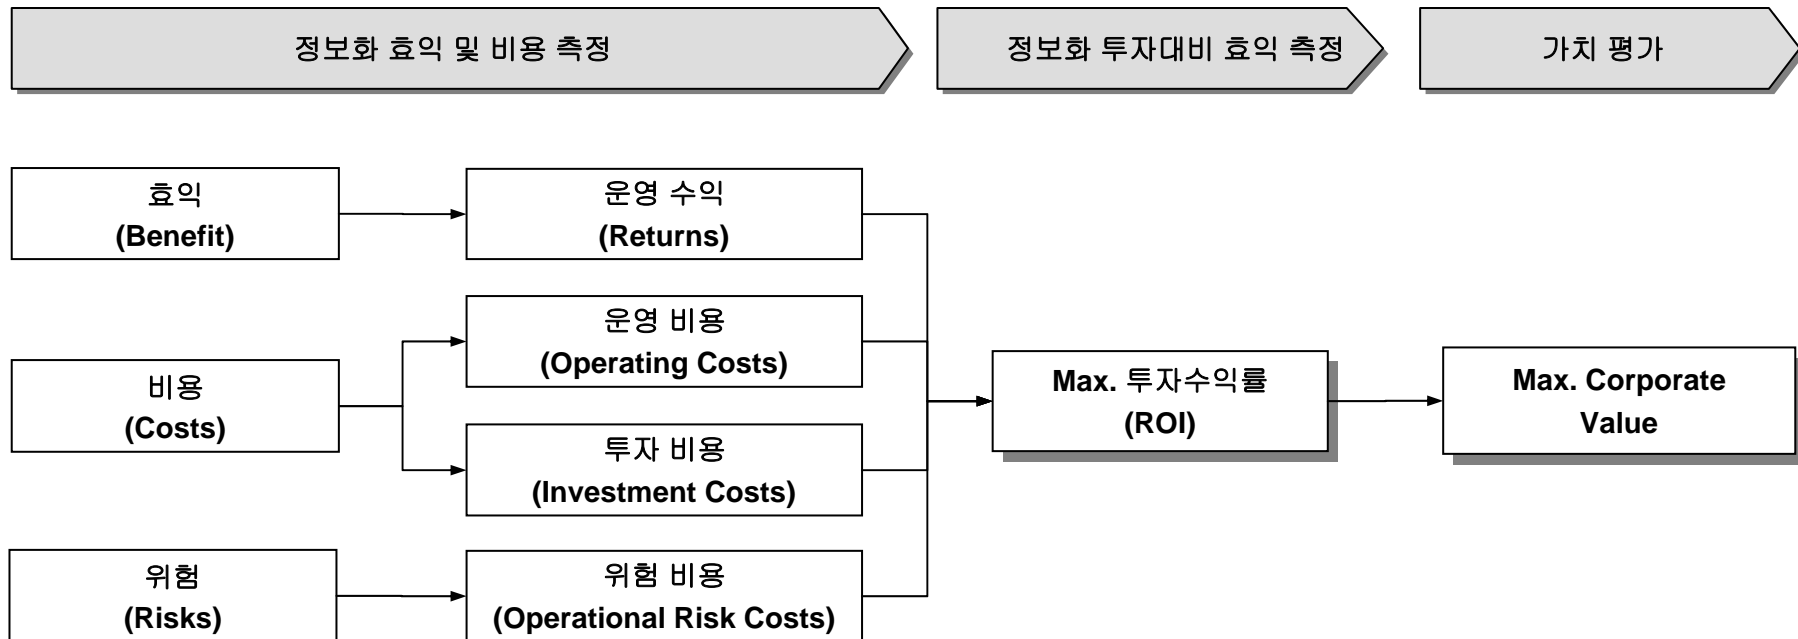 정보화 효익 및 비용 측정
정보화 투자대비 효익 측정
가치 평가
효익
(Benefit)
운영 수익
(Returns)
운영 비용
(Operating Costs)
비용
(Costs)
투자 비용
(Investment Costs)
위험
(Risks)
위험 비용
(Operational Risk Costs)
Max. 투자수익률
(ROI)
Max. Corporate
Value